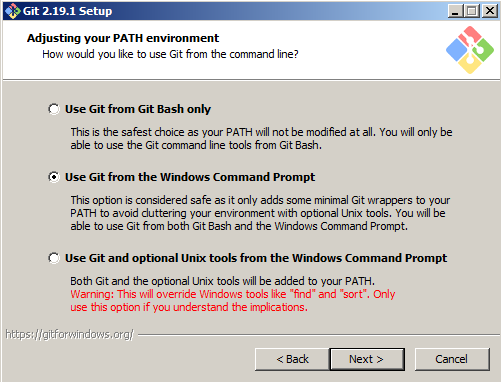 Git 2.19.1 Setup
Adjusting your PATH environment
How would you like to use Git from the command line?
Use Git from Git Bash only
This is the safest choice as your PATH will not be modified at all. You will only be
able to use the Git command line tools from Git Bash.
Use Git from the Windows Command Prompt
This option is considered safe as it only adds some minimal Git wrappers to your
PATH to avoid cluttering your environment with optional Unix tools. You will be
able to use Git from both Git Bash and the Windows Command Prompt.
Use Git and optional Unix tools from the Windows Command Prompt
Both Git and the optional Unix tools will be added to your PATH.
Warning: This will override Windows tools like "find" and "sort". Only
use this option if you understand the implications.
https://gitforwindows.org/
< Back Next > Cancel